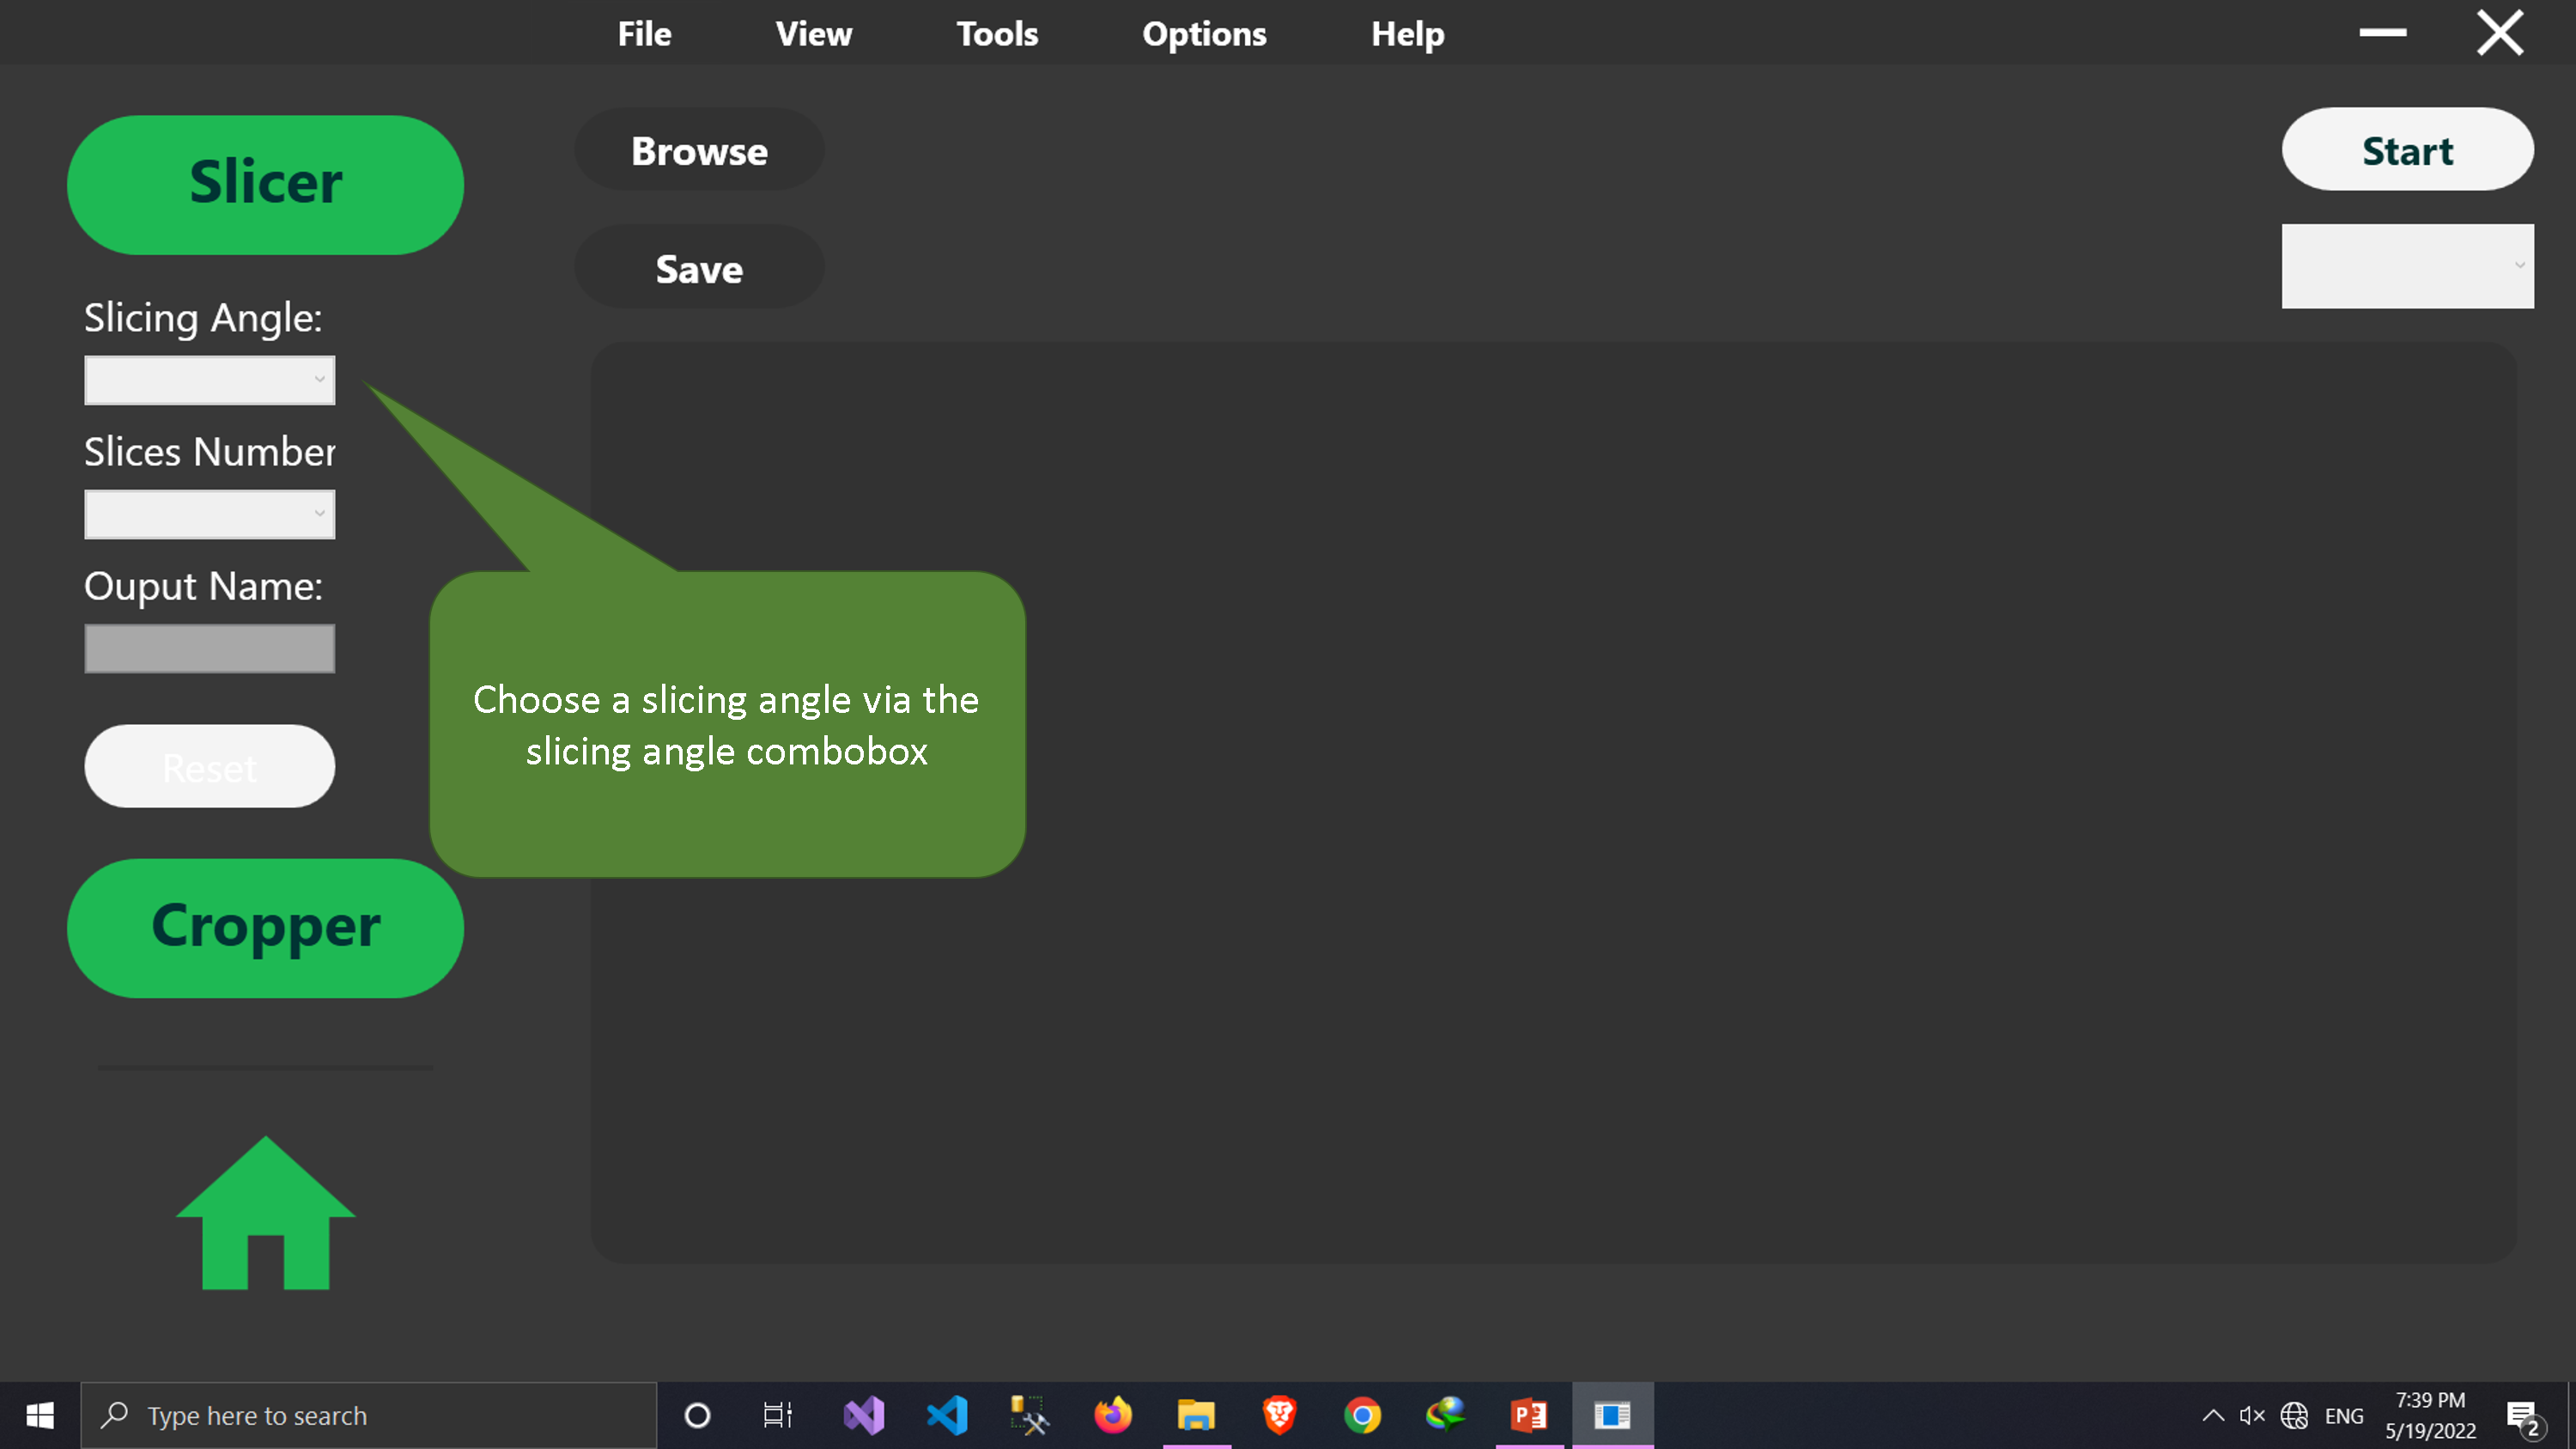 File View Tools Options Help
Slicer
Browse
Start
Save
Slicing Angle:
Slices Number
Ouput Name:
Choose a slicing angle via the
slicing angle combobox
Reset
Cropper
Type here to search
ENG
7:39 PM
5/19/2022
2